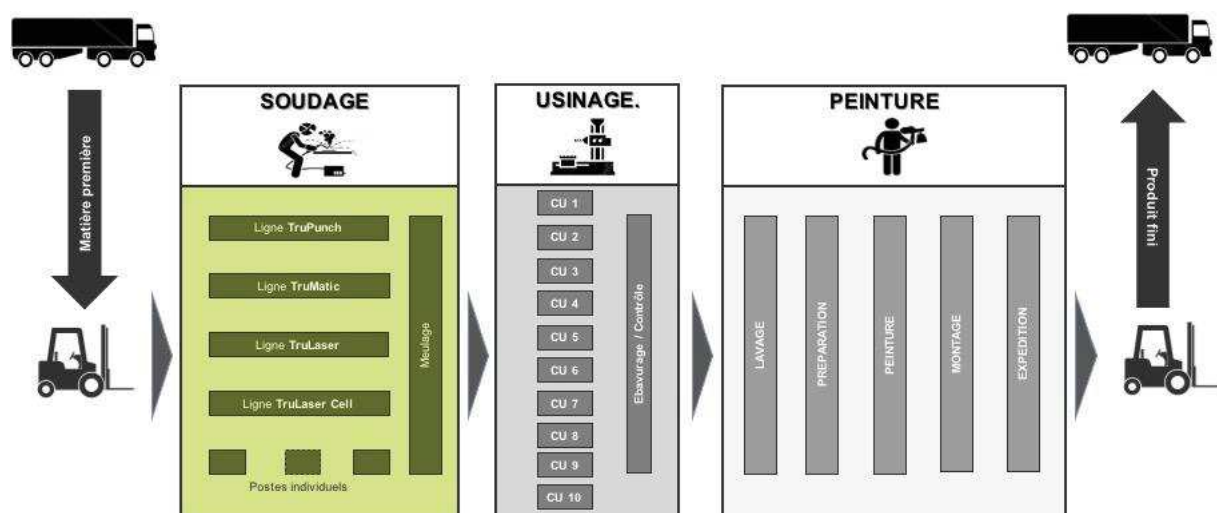 SOUDAGE
USINAGE.
PEINTURE
Matière première
Ligne TruPunch
Ligne TruMatic
Ligne TruLaser
Ligne TruLaser Cell
Postes individuels
Meulage
CU 1
CU 2
CU 3
CU 4
CU 5
CU 6
CU 7
CU 8
CU 9
CU 10
Ebavurage / Contrôle
LAVAGE
PREPARATION
PEINTURE
MONTAGE
EXPEDITION
Produit fini